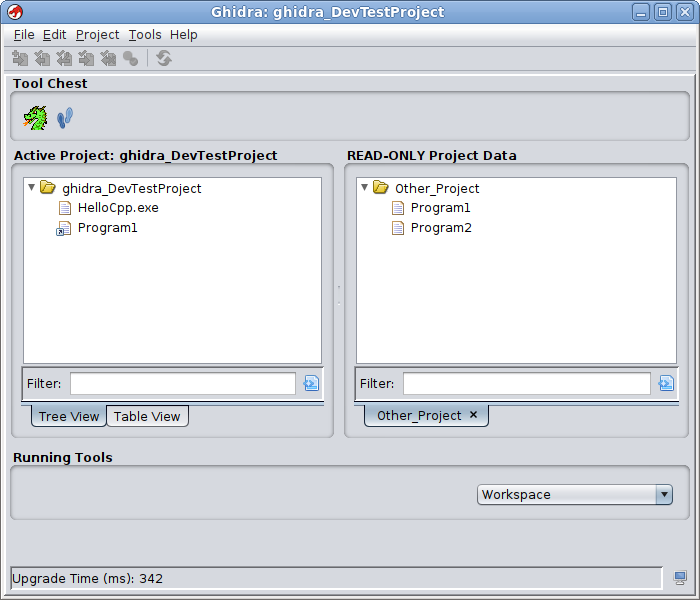 Ghidra: ghidra_DevTestProject
File Edit Project Tools Help
Tool Chest
Active Project: ghidra_DevTestProject
ghidra_DevTestProject
HelloCpp.exe
Program1
Filter:
Tree View Table View
READ-ONLY Project Data
Other_Project
Program1
Program2
Filter:
Other_Project
Running Tools
Workspace
Upgrade Time (ms): 342